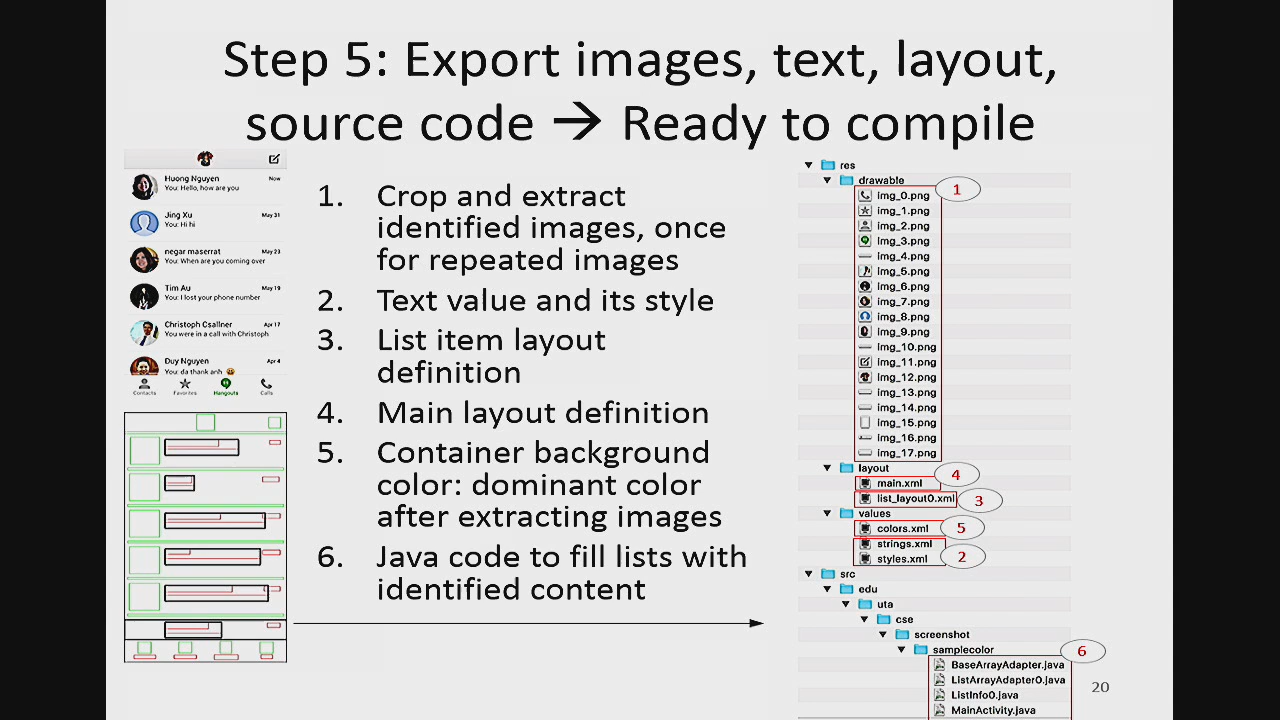 Step 5: Export images, text, layout,
source code → Ready to compile
Huong Nguyen Now
You: Hello, how are you
Jing Xu May 31
You: Hi hi
negar maserrat May 23
You: When are you coming over
Tim Au May 19
You: I lost your phone number
Christoph Csallner Apr 17
You were in a call with Christoph
Duy Nguyen Apr 4
You: da thank anh
Contacts Favorites Hangouts Calls
1. Crop and extract
identified images, once
for repeated images
2. Text value and its style
3. List item layout
definition
4. Main layout definition
5. Container background
color: dominant color
after extracting images
6. Java code to fill lists with
identified content
res
drawable
1
img_0.png
img_1.png
img_2.png
img_3.png
img_4.png
img_5.png
img_6.png
img_7.png
img_8.png
img_9.png
img_10.png
img_11.png
img_12.png
img_13.png
img_14.png
img_15.png
img_16.png
img_17.png
layout
main.xml 4
list_layout0.xml 3
values
colors.xml 5
strings.xml
styles.xml 2
src
edu
uta
cse
screenshot
samplecolor 6
BaseArrayAdapter.java
ListArrayAdapter0.java
ListInfo0.java
MainActivity.java
20